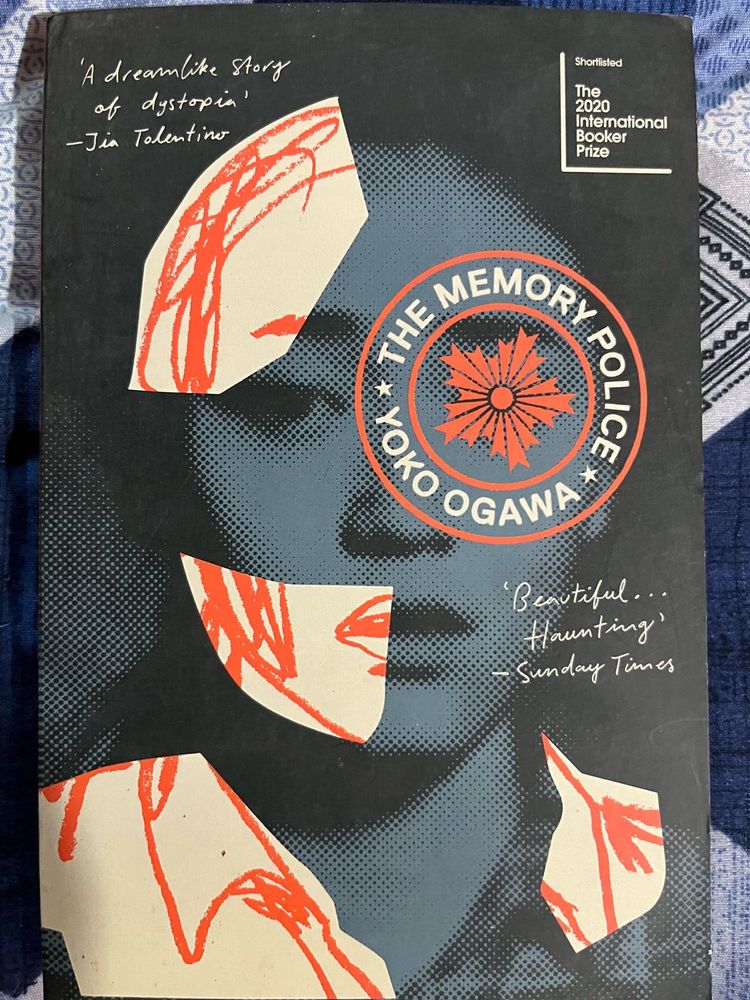 'A dreamlike Story
of dystopia'
—Jia Tolentino
Shortlisted
The
2020
International
Booker
Prize
THE MEMORY POLICE
YOKO OGAWA
'Beautiful...
Haunting'
—Sunday Times